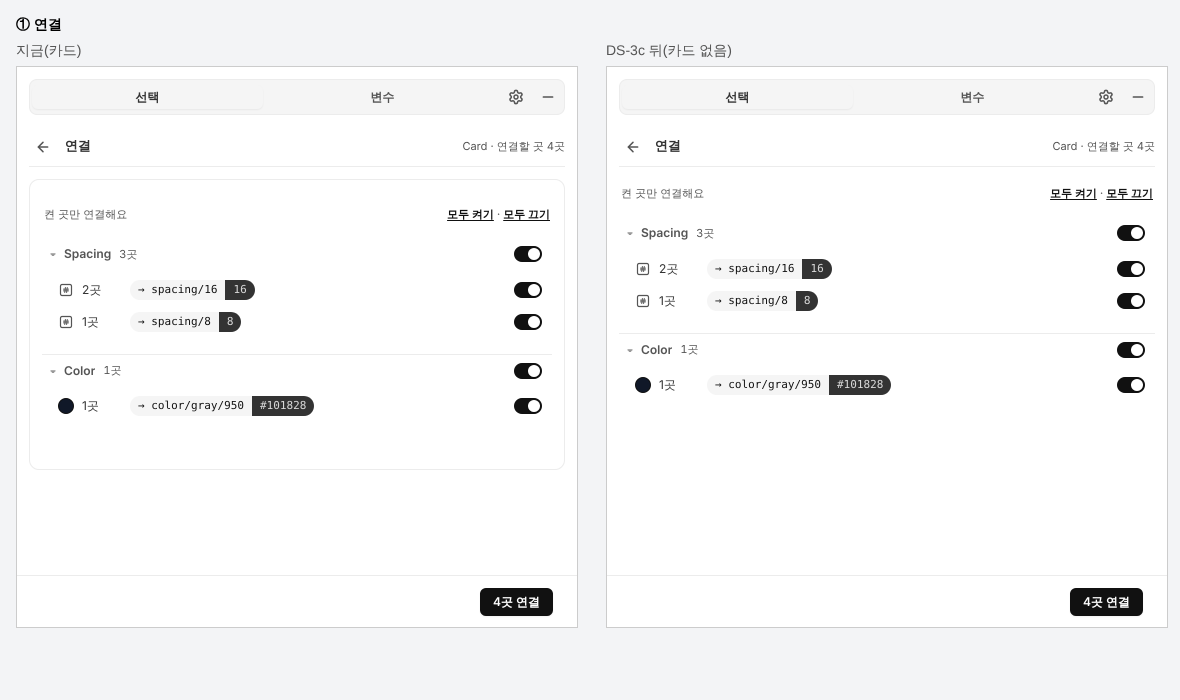 ① 연결
지금(카드)
선택 변수
연결 Card · 연결할 곳 4곳
켠 곳만 연결해요 모두 켜기 · 모두 끄기
Spacing 3곳
2곳 → spacing/16 16
1곳 → spacing/8 8
Color 1곳
1곳 → color/gray/950 #101828
4곳 연결
DS-3c 뒤(카드 없음)
선택 변수
연결 Card · 연결할 곳 4곳
켠 곳만 연결해요 모두 켜기 · 모두 끄기
Spacing 3곳
2곳 → spacing/16 16
1곳 → spacing/8 8
Color 1곳
1곳 → color/gray/950 #101828
4곳 연결